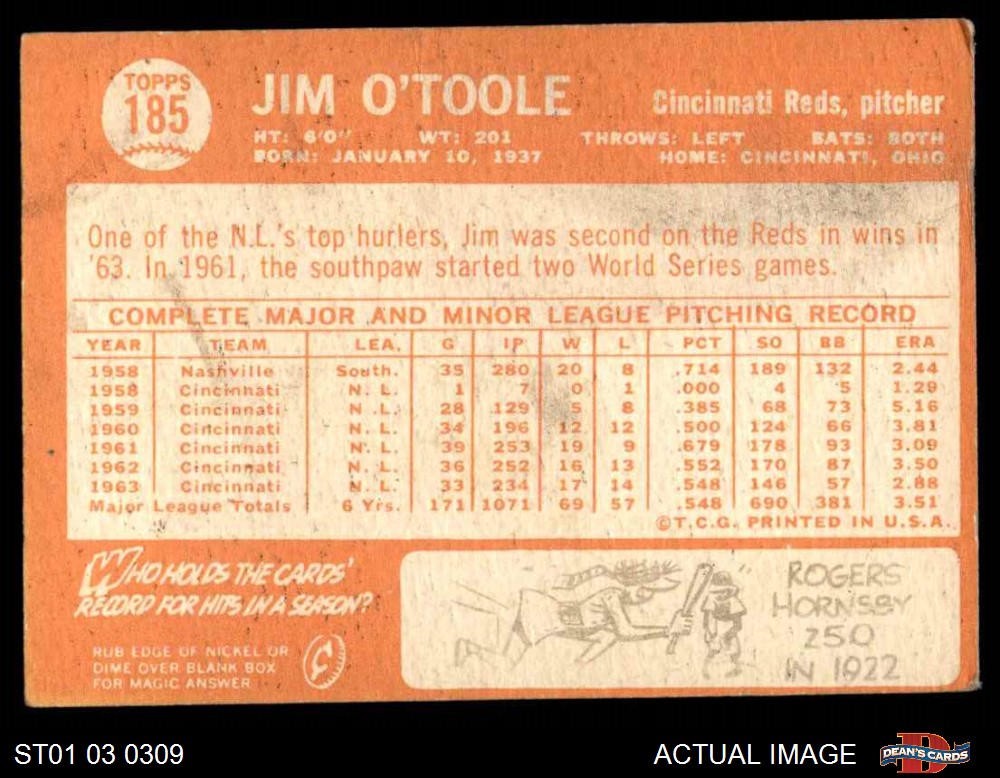 TOPPS
185
JIM O'TOOLE
Cincinnati Reds, pitcher
HT: 6'0" WT: 201 THROWS: LEFT BATS: BOTH
BORN: JANUARY 10, 1937 HOME: CINCINNATI, OHIO
One of the N.L.'s top hurlers, Jim was second on the Reds in wins in
'63. In 1961, the southpaw started two World Series games.
COMPLETE MAJOR AND MINOR LEAGUE PITCHING RECORD
YEAR TEAM LEA. G IP W L PCT SO BB ERA
1958 Nashville South. 35 280 20 8 .714 189 132 2.44
1958 Cincinnati N. L. 1 7 0 1 .000 4 5 1.29
1959 Cincinnati N. L. 28 129 5 8 .385 68 73 5.16
1960 Cincinnati N. L. 34 196 12 12 .500 124 66 3.81
1961 Cincinnati N. L. 39 253 19 9 .679 178 93 3.09
1962 Cincinnati N. L. 36 252 16 13 .552 170 87 3.50
1963 Cincinnati N. L. 33 234 17 14 .548 146 57 2.88
Major League Totals 6 Yrs. 171 1071 69 57 .548 690 381 3.51
©T.C.G. PRINTED IN U.S.A.
WHO HOLDS THE CARDS'
RECORD FOR HITS IN A SEASON?
RUB EDGE OF NICKEL OR
DIME OVER BLANK BOX
FOR MAGIC ANSWER
ROGERS
HORNSBY
250
IN 1922
ST01 03 0309
ACTUAL IMAGE
DEAN'S CARDS